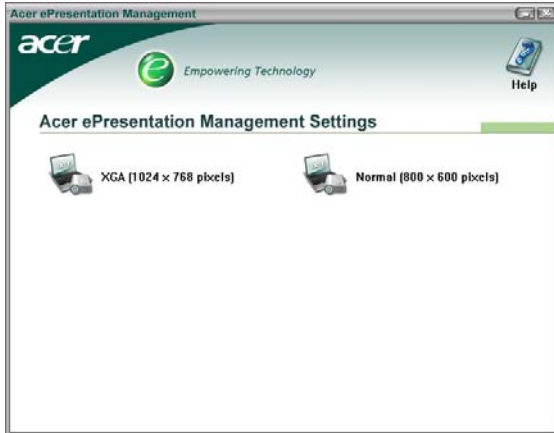 Acer ePresentation Management
acer
e Empowering Technology
Help
Acer ePresentation Management Settings
XGA (1024 x 768 pixels)
Normal (800 x 600 pixels)